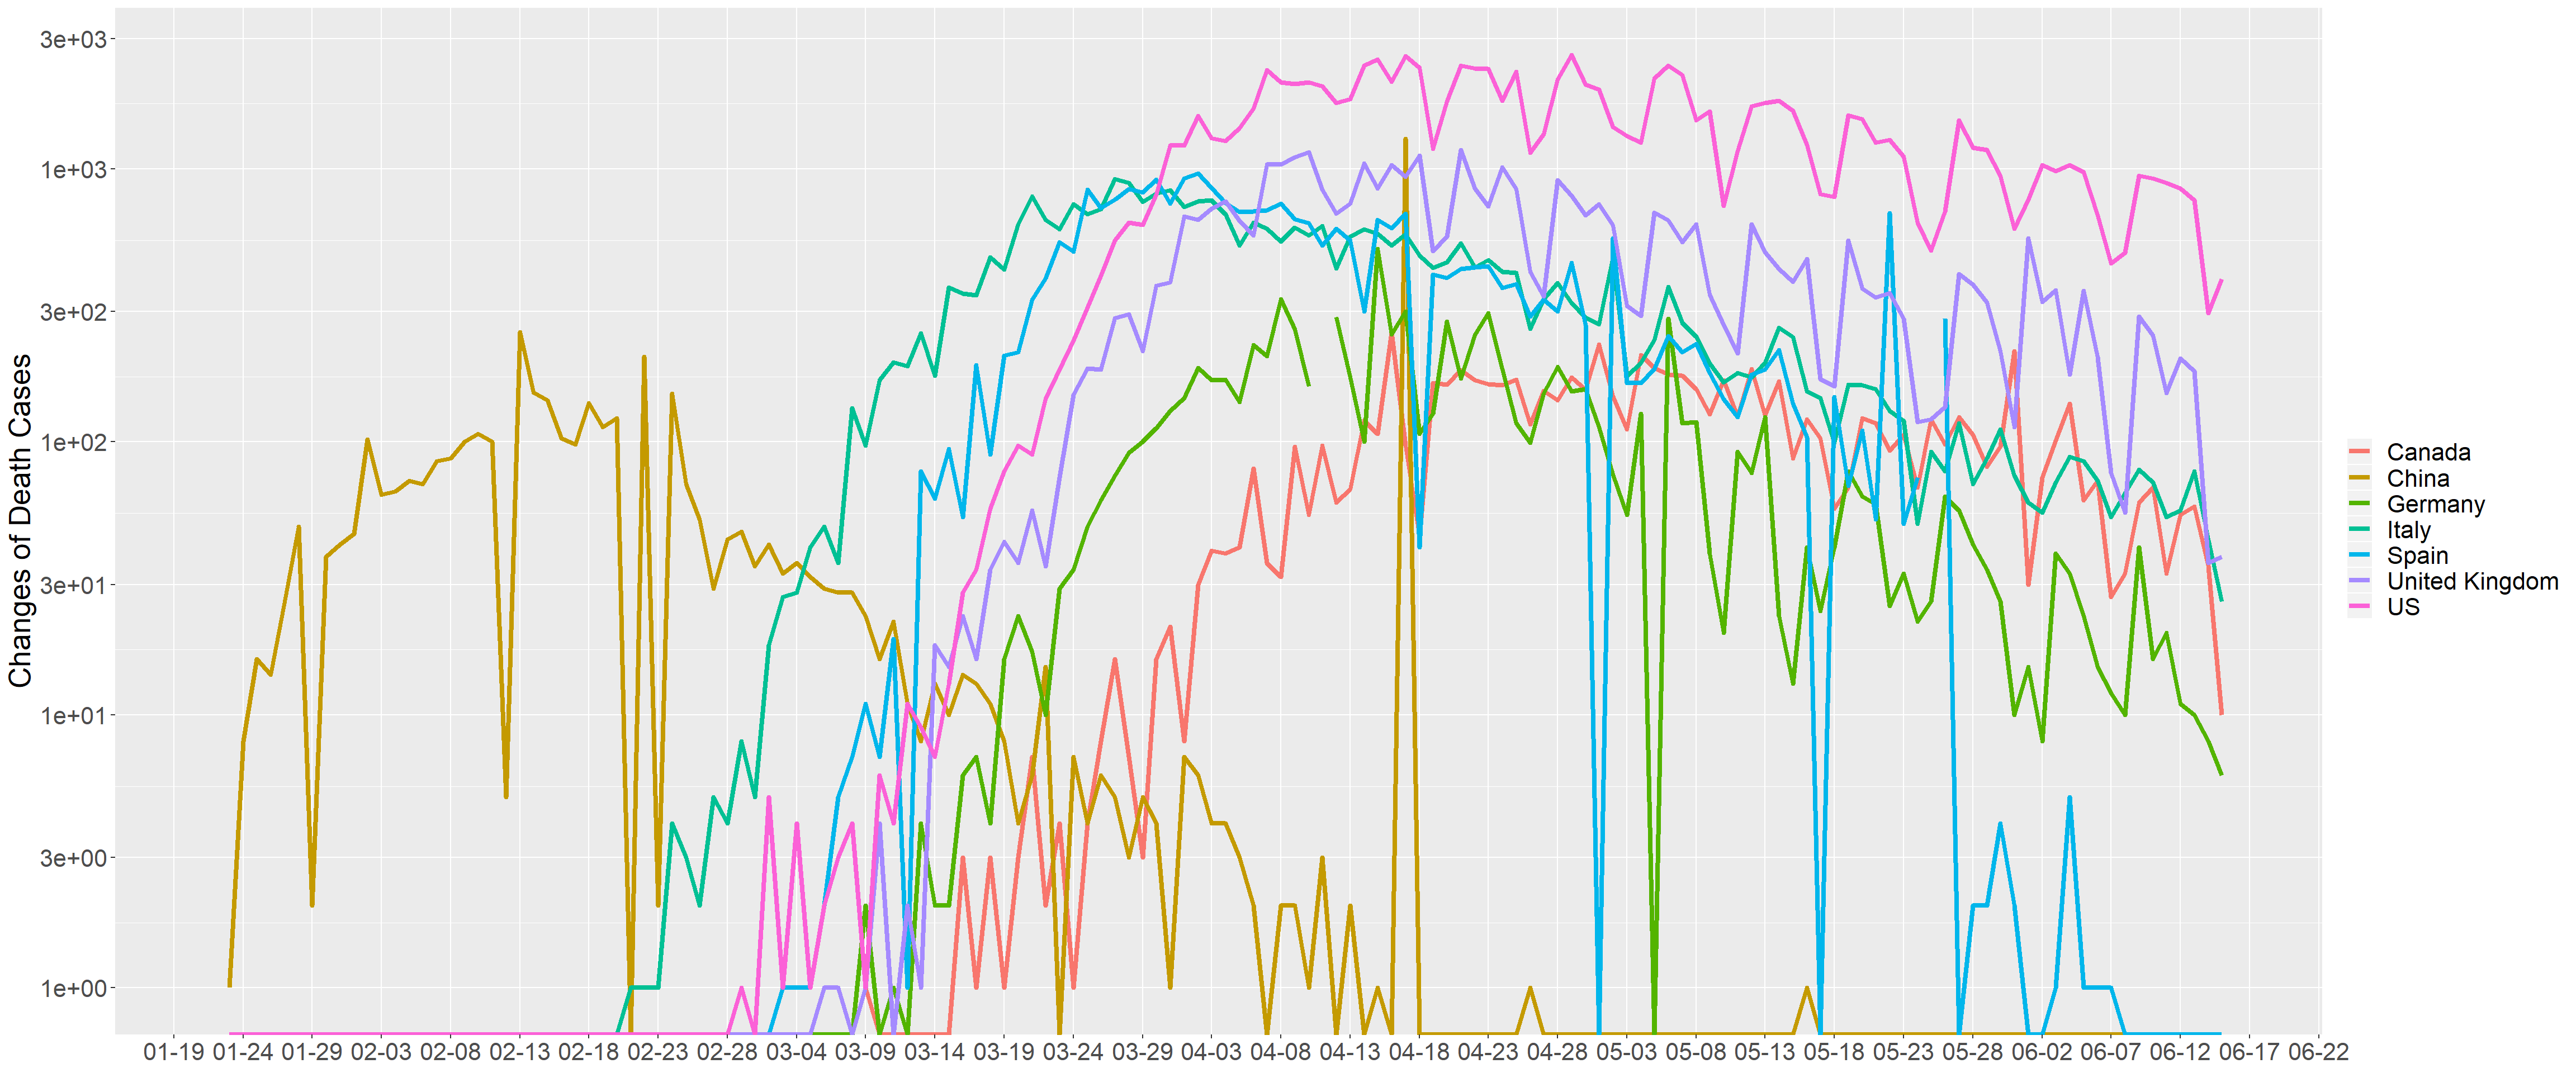 Changes of Death Cases
3e+03
1e+03
3e+02
1e+02
3e+01
1e+01
3e+00
1e+00
01-19 01-24 01-29 02-03 02-08 02-13 02-18 02-23 02-28 03-04 03-09 03-14 03-19 03-24 03-29 04-03 04-08 04-13 04-18 04-23 04-28 05-03 05-08 05-13 05-18 05-23 05-28 06-02 06-07 06-12 06-17 06-22
Canada
China
Germany
Italy
Spain
United Kingdom
US